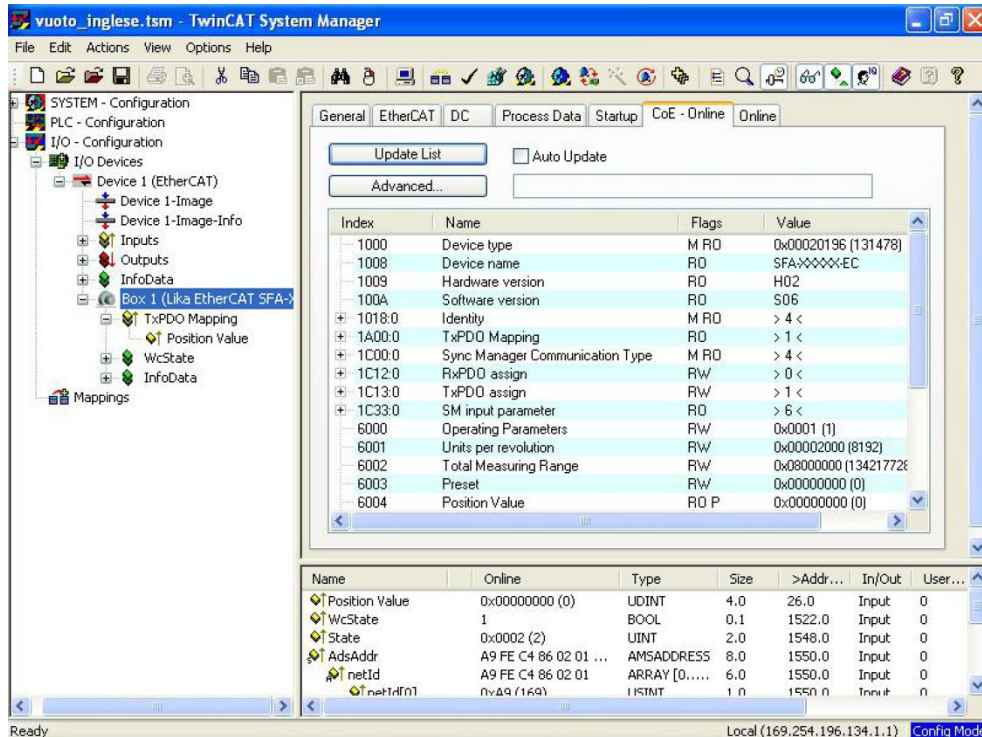 vuoto_inglese.tsm - TwinCAT System Manager
File Edit Actions View Options Help
SYSTEM - Configuration
PLC - Configuration
I/O - Configuration
I/O Devices
Device 1 (EtherCAT)
Device 1-Image
Device 1-Image-Info
Inputs
Outputs
InfoData
Box 1 (Lika EtherCAT SFA-X
TxPDO Mapping
Position Value
WcState
InfoData
Mappings
General EtherCAT DC Process Data Startup CoE - Online Online
Update List Auto Update
Advanced...
Index Name Flags Value
1000 Device type M RO 0x00020196 (131478)
1008 Device name RO SFA-XXXXX-EC
1009 Hardware version RO H02
100A Software version RO S06
1018:0 Identity M RO > 4 <
1A00:0 TxPDO Mapping RO > 1 <
1C00:0 Sync Manager Communication Type M RO > 4 <
1C12:0 RxPDO assign RW > 0 <
1C13:0 TxPDO assign RW > 1 <
1C33:0 SM input parameter RO > 6 <
6000 Operating Parameters RW 0x0001 (1)
6001 Units per revolution RW 0x00002000 (8192)
6002 Total Measuring Range RW 0x08000000 (134217728
6003 Preset RW 0x00000000 (0)
6004 Position Value RO P 0x00000000 (0)
Name Online Type Size >Addr... In/Out User...
Position Value 0x00000000 (0) UDINT 4.0 26.0 Input 0
WcState 1 BOOL 0.1 1522.0 Input 0
State 0x0002 (2) UINT 2.0 1548.0 Input 0
AdsAddr A9 FE C4 86 02 01 ... AMSADDRESS 8.0 1550.0 Input 0
netId A9 FE C4 86 02 01 ARRAY [0..... 6.0 1550.0 Input 0
netId[0] 0xA9 (169) USINT 1.0 1550.0 Input 0
Ready Local (169.254.196.134.1.1) Config Mode